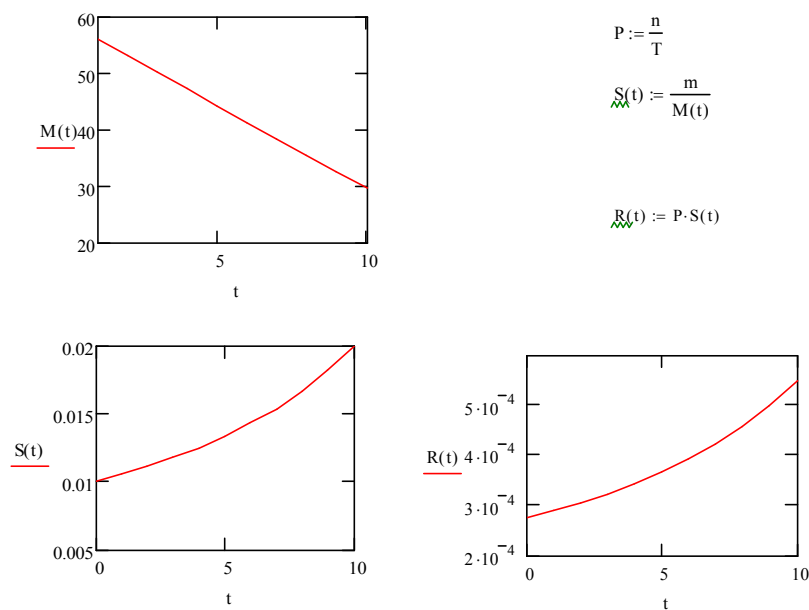 60
50
M(t) 40
30
20
5 10
t
P := n/T
S(t) := m/M(t)
R(t) := P·S(t)
0.02
0.015
S(t)
0.01
0.005
0 5 10
t
5·10⁻⁴
4·10⁻⁴
R(t)
3·10⁻⁴
2·10⁻⁴
0 5 10
t